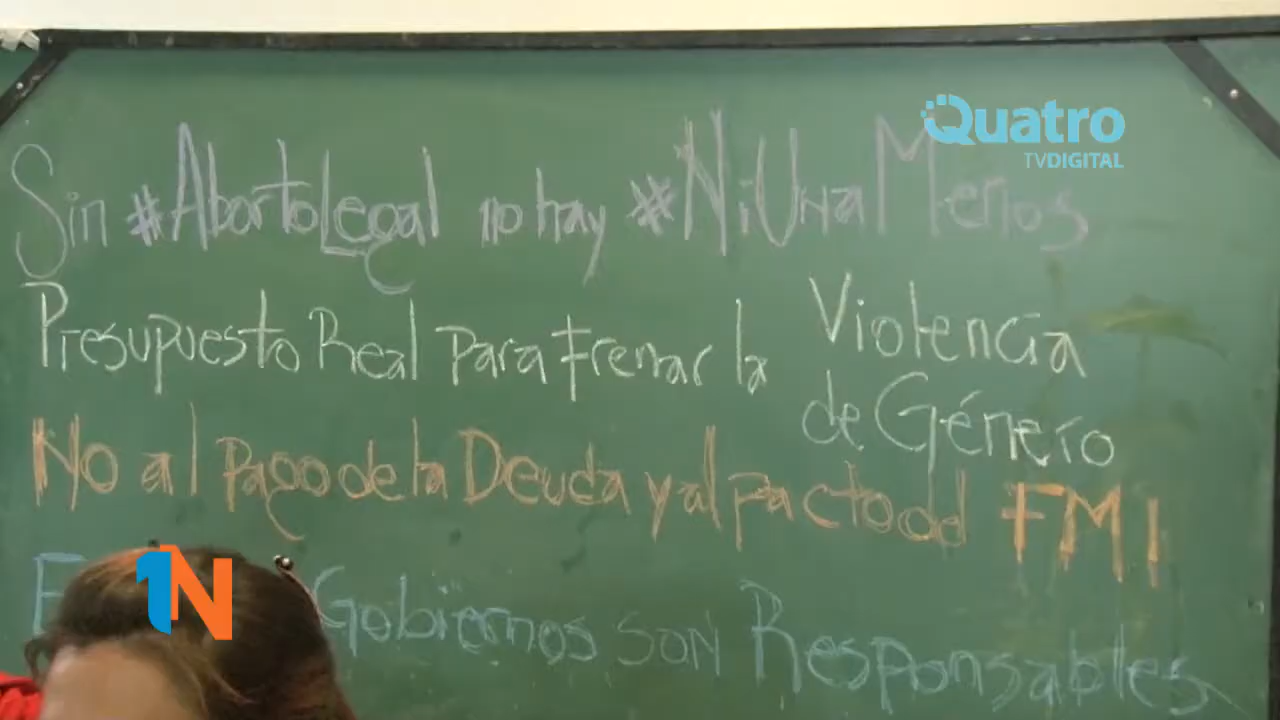 Quatro
TVDIGITAL
Sin #AbortoLegal no hay #NiUnaMenos
Presupuesto Real Para Frenar la Violencia
de Género
No al Pago de la Deuda y al pacto del FMI
Gobiernos SON Responsables
1N